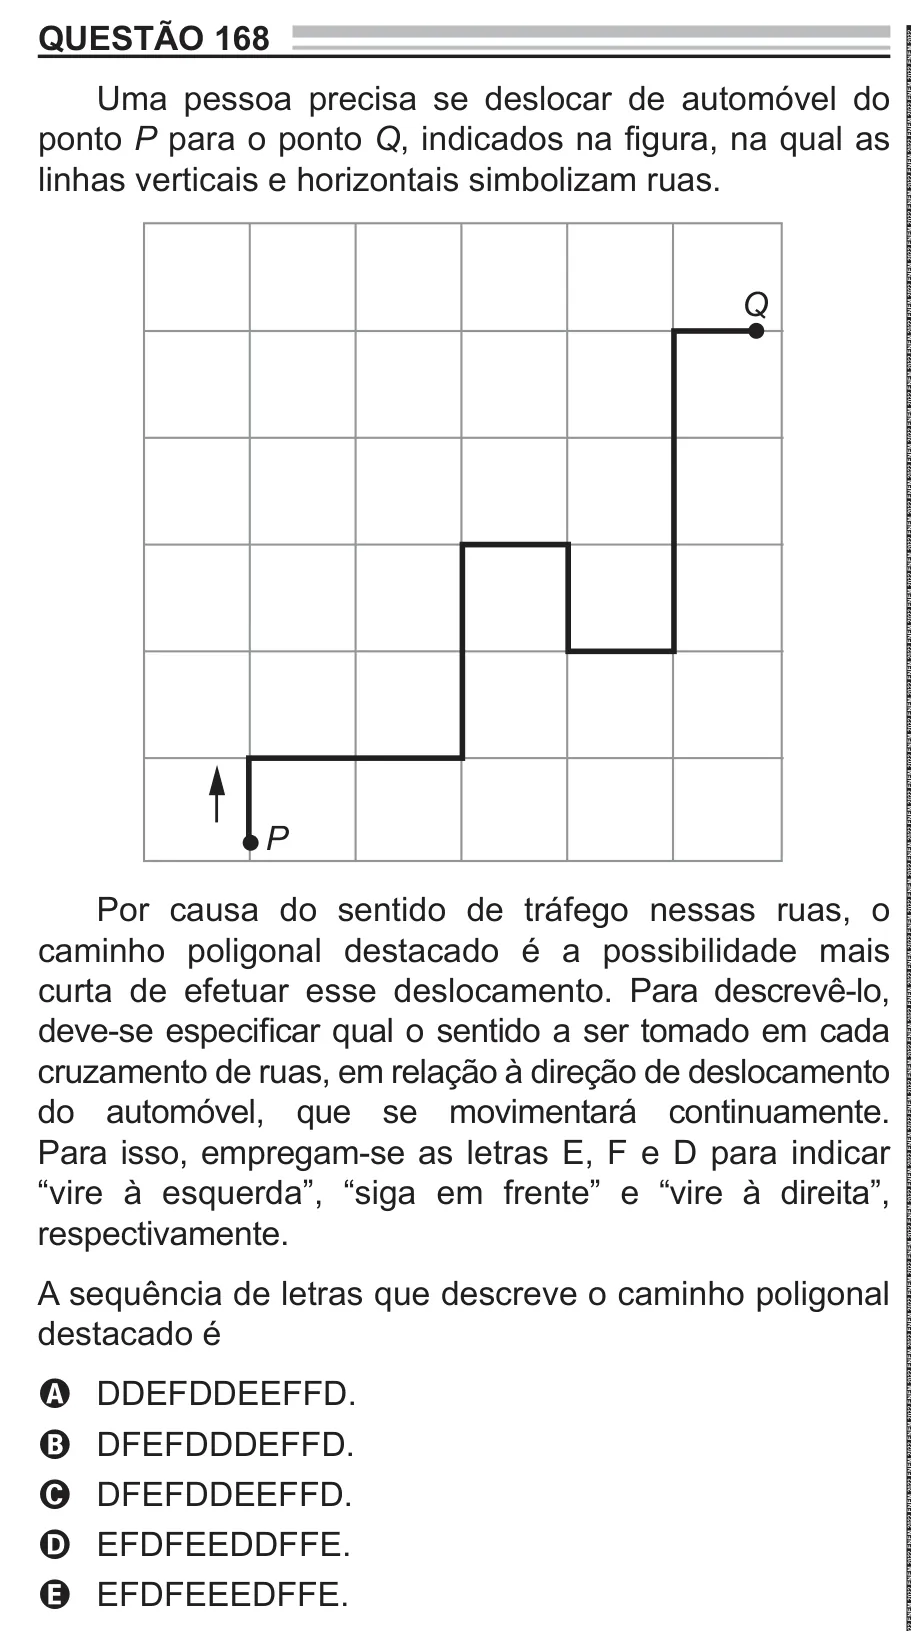 QUESTÃO 168
Uma pessoa precisa se deslocar de automóvel do
ponto P para o ponto Q, indicados na figura, na qual as
linhas verticais e horizontais simbolizam ruas.
Q
P
Por causa do sentido de tráfego nessas ruas, o
caminho poligonal destacado é a possibilidade mais
curta de efetuar esse deslocamento. Para descrevê-lo,
deve-se especificar qual o sentido a ser tomado em cada
cruzamento de ruas, em relação à direção de deslocamento
do automóvel, que se movimentará continuamente.
Para isso, empregam-se as letras E, F e D para indicar
“vire à esquerda”, “siga em frente” e “vire à direita”,
respectivamente.
A sequência de letras que descreve o caminho poligonal
destacado é
A DDEFDDEEFFD.
B DFEFDDDEFFD.
C DFEFDDEEFFD.
D EFDFEEDDFFE.
E EFDFEEEDFFE.